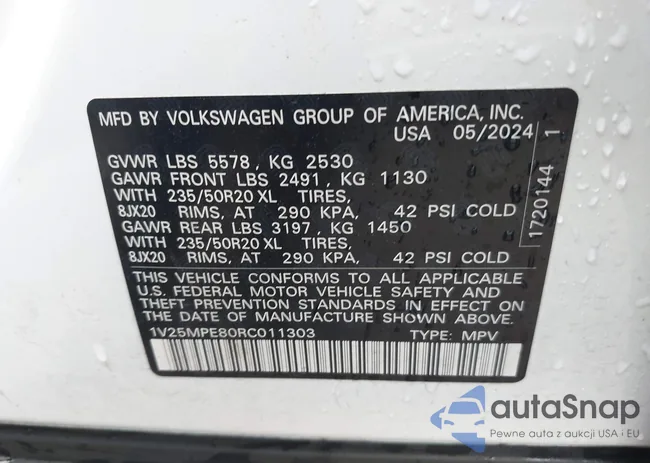 MFD BY VOLKSWAGEN GROUP OF AMERICA, INC.
USA 05/2024
GVWR LBS 5578 , KG 2530
GAWR FRONT LBS 2491 , KG 1130
WITH 235/50R20 XL TIRES,
8JX20 RIMS, AT 290 KPA, 42 PSI COLD
GAWR REAR LBS 3197 , KG 1450
WITH 235/50R20 XL TIRES,
8JX20 RIMS, AT 290 KPA, 42 PSI COLD
THIS VEHICLE CONFORMS TO ALL APPLICABLE
U.S. FEDERAL MOTOR VEHICLE SAFETY AND
THEFT PREVENTION STANDARDS IN EFFECT ON
THE DATE OF MANUFACTURE SHOWN ABOVE.
1V25MPE80RC011303 TYPE: MPV
1720144 1
autaSnap
Pewne auta z aukcji USA i EU